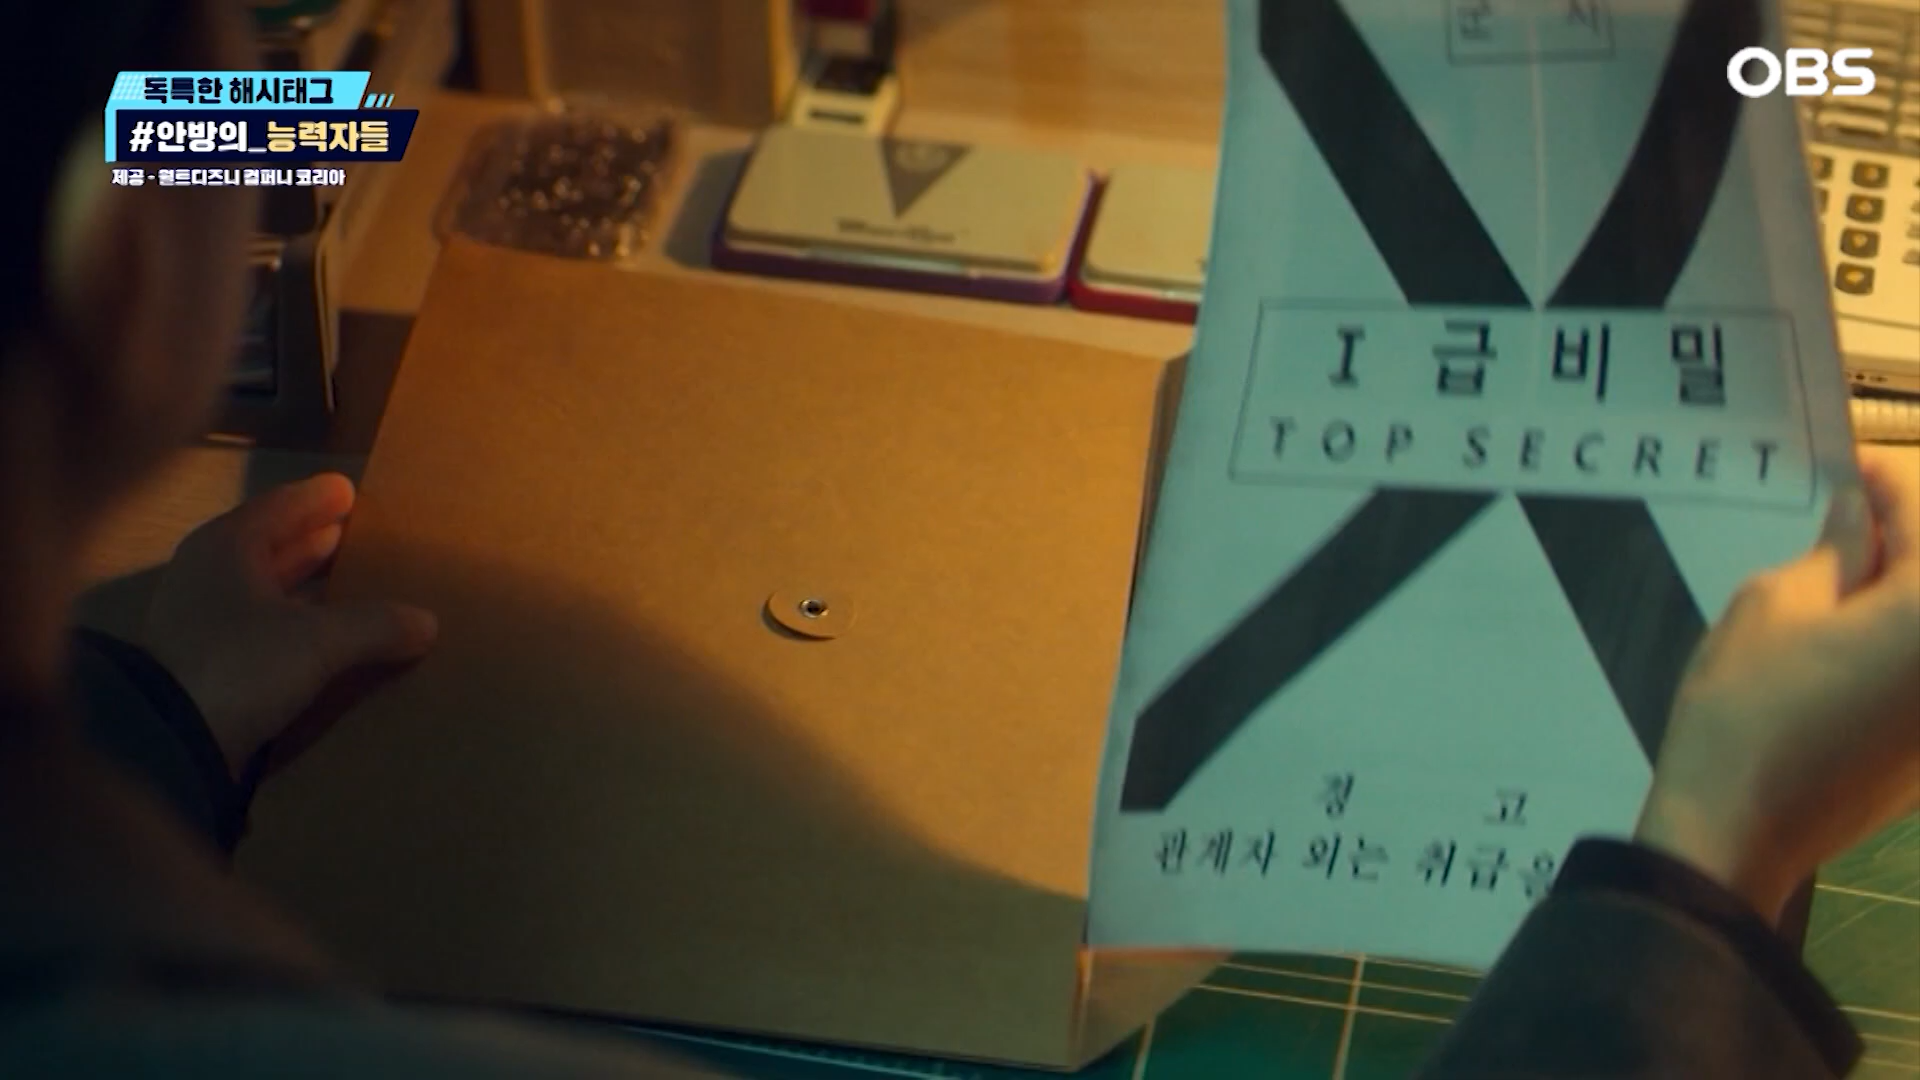 독특한 해시태그
#안방의_능력자들
제공 - 월트디즈니 컴퍼니 코리아
OBS
I 급 비 밀
TOP SECRET
경 고
관계자 외는 취급을